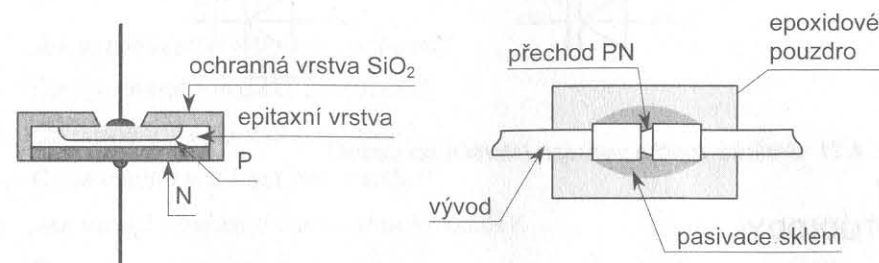 ochranná vrstva SiO₂
epitaxní vrstva
P
N
epoxidové
pouzdro
přechod PN
vývod
pasivace sklem